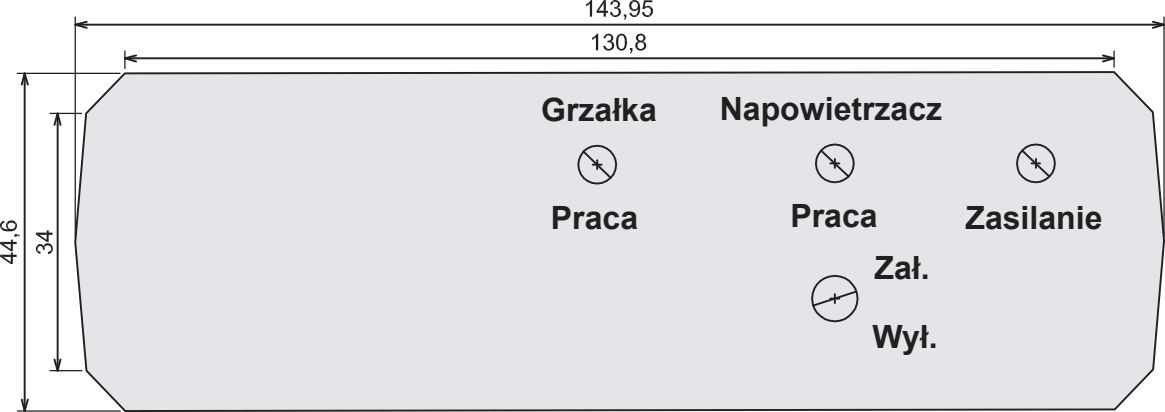 143,95
130,8
Grzałka
Napowietrzacz
Praca
Praca
Zasilanie
44,6
34
Zał.
Wył.